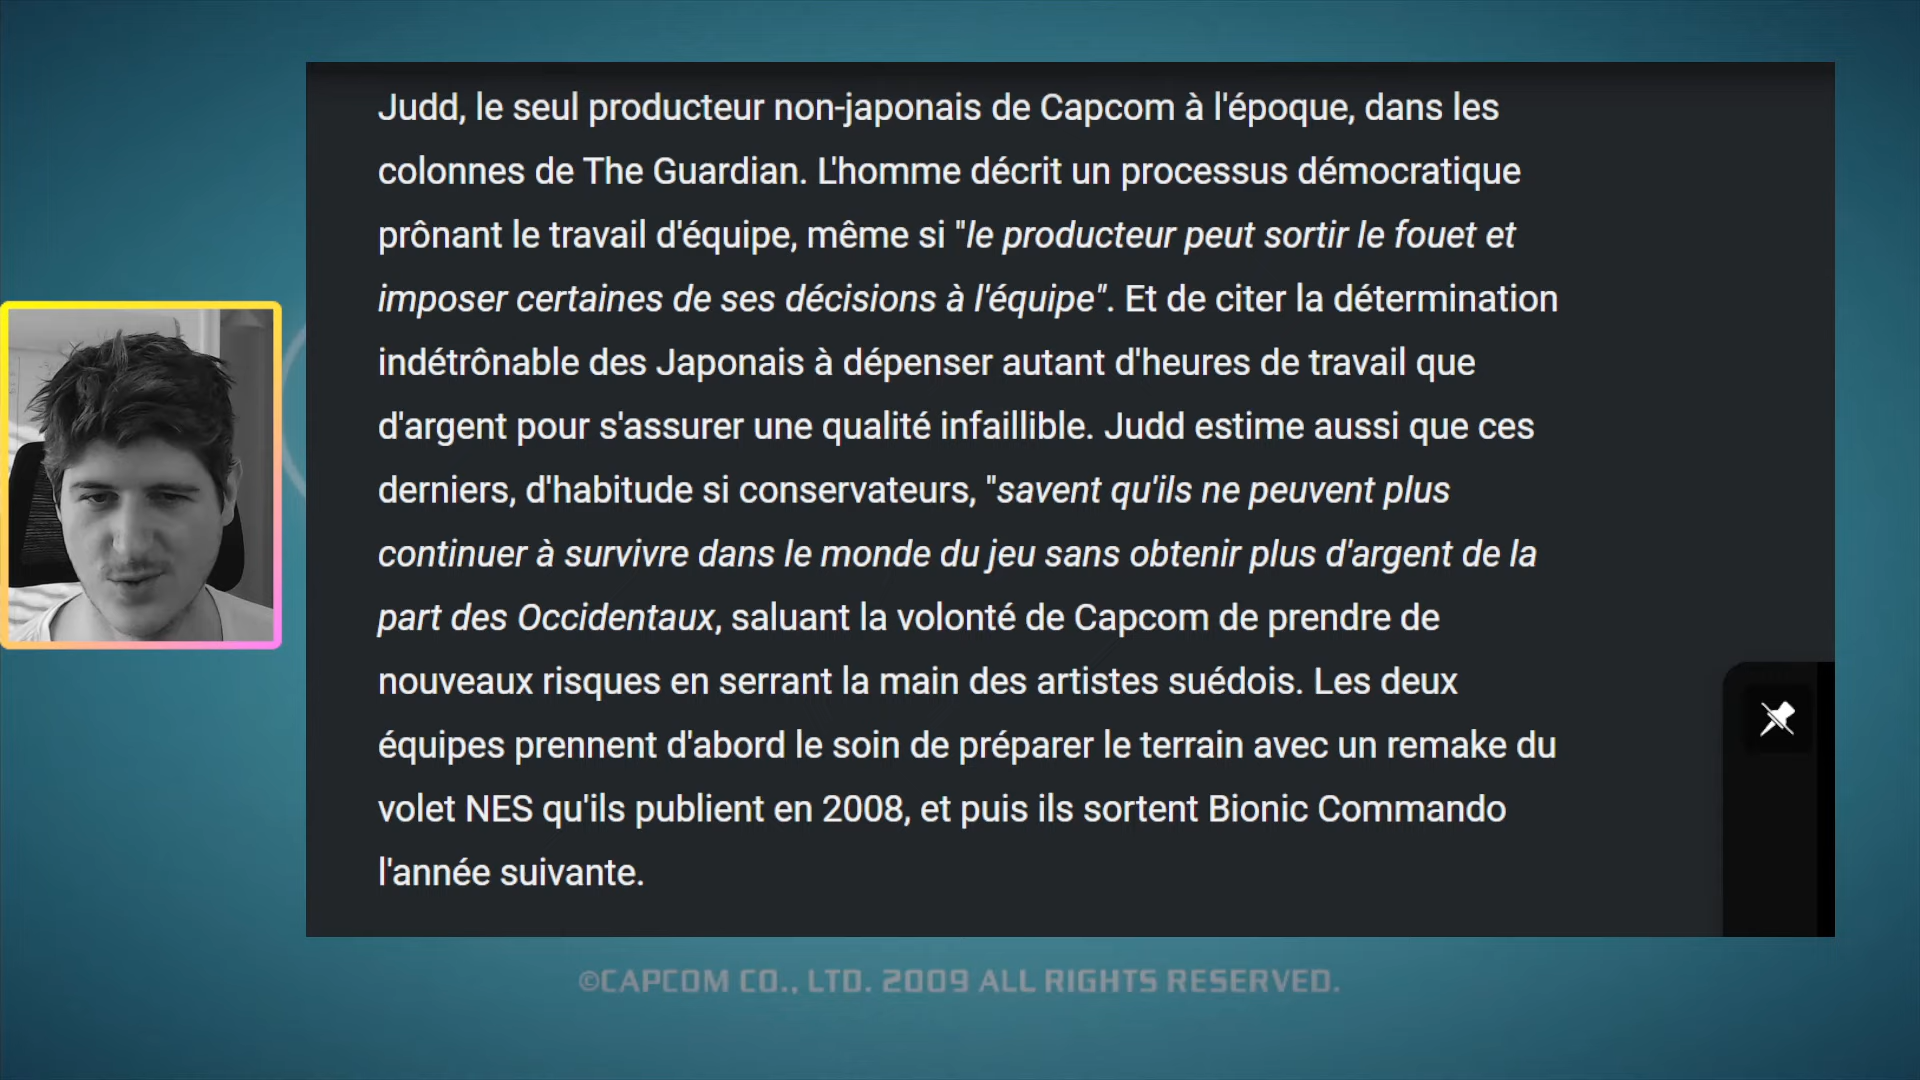 Judd, le seul producteur non-japonais de Capcom à l'époque, dans les
colonnes de The Guardian. L'homme décrit un processus démocratique
prônant le travail d'équipe, même si "le producteur peut sortir le fouet et
imposer certaines de ses décisions à l'équipe". Et de citer la détermination
indétrônable des Japonais à dépenser autant d'heures de travail que
d'argent pour s'assurer une qualité infaillible. Judd estime aussi que ces
derniers, d'habitude si conservateurs, "savent qu'ils ne peuvent plus
continuer à survivre dans le monde du jeu sans obtenir plus d'argent de la
part des Occidentaux, saluant la volonté de Capcom de prendre de
nouveaux risques en serrant la main des artistes suédois. Les deux
équipes prennent d'abord le soin de préparer le terrain avec un remake du
volet NES qu'ils publient en 2008, et puis ils sortent Bionic Commando
l'année suivante.
©CAPCOM CO., LTD. 2009 ALL RIGHTS RESERVED.